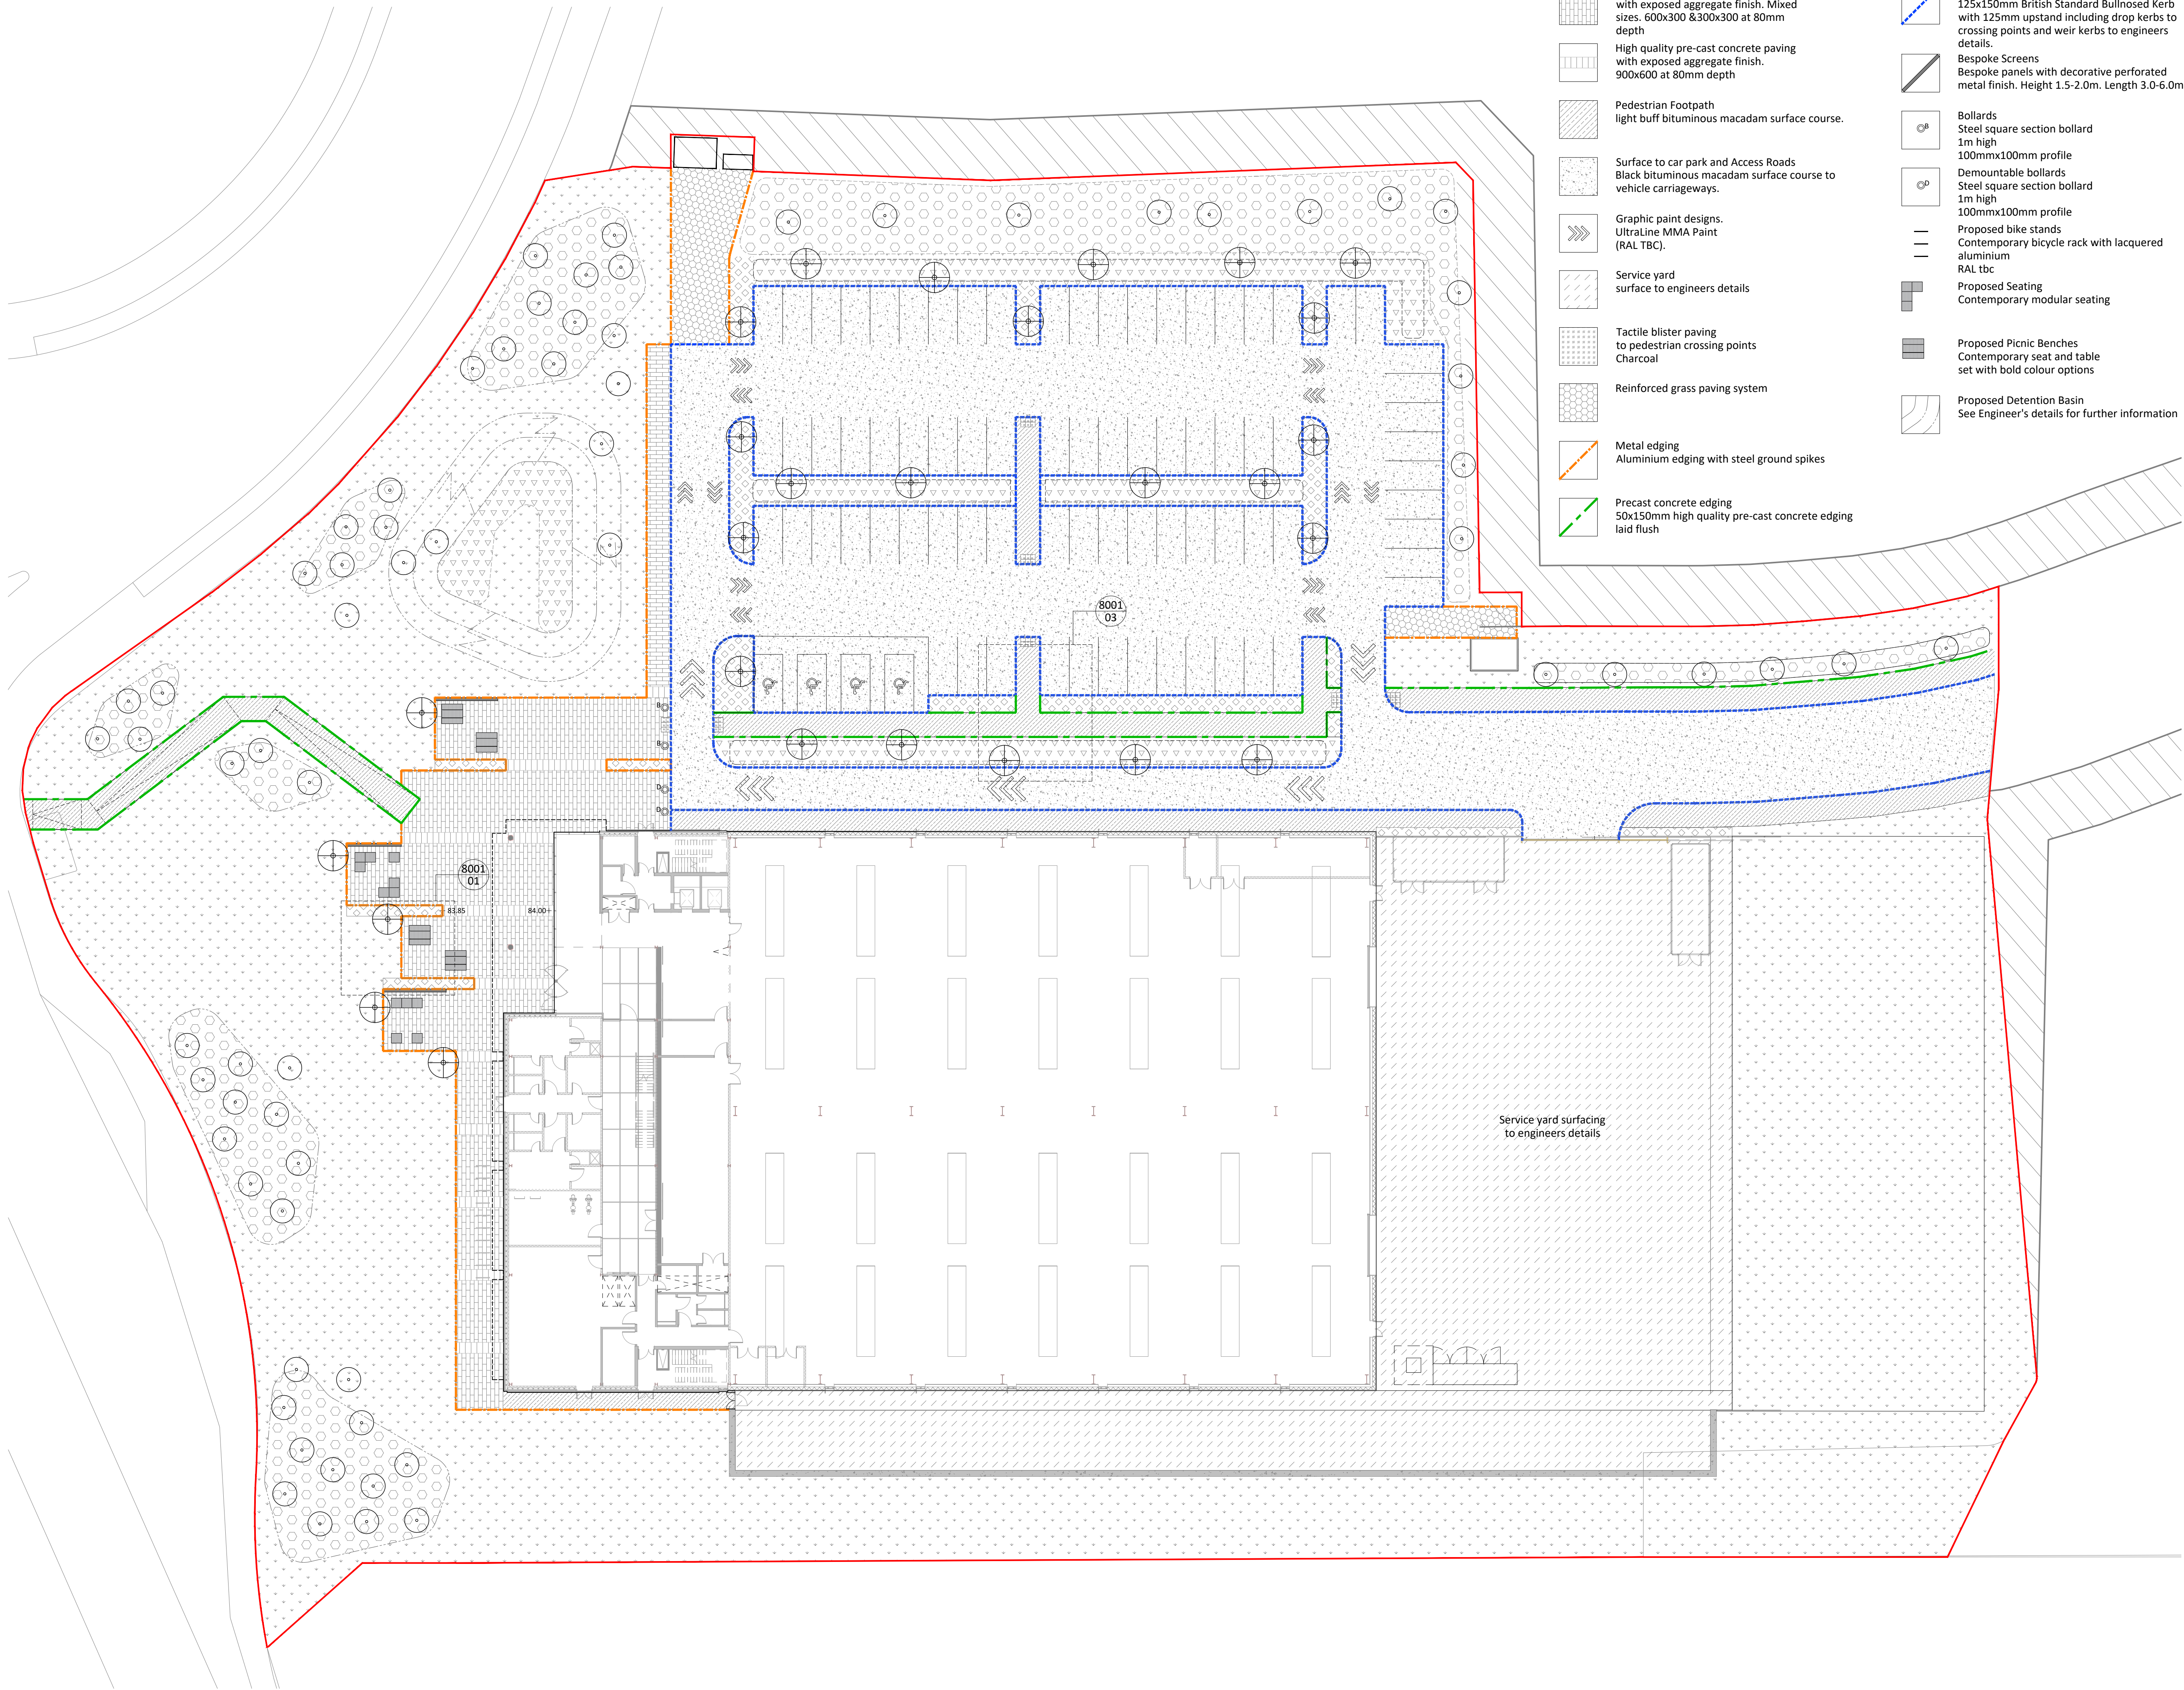 with exposed aggregate finish. Mixed
sizes. 600x300 &300x300 at 80mm
depth
High quality pre-cast concrete paving
with exposed aggregate finish.
900x600 at 80mm depth
Pedestrian Footpath
light buff bituminous macadam surface course.
Surface to car park and Access Roads
Black bituminous macadam surface course to
vehicle carriageways.
Graphic paint designs.
UltraLine MMA Paint
(RAL TBC).
Service yard
surface to engineers details
Tactile blister paving
to pedestrian crossing points
Charcoal
Reinforced grass paving system
Metal edging
Aluminium edging with steel ground spikes
Precast concrete edging
50x150mm high quality pre-cast concrete edging
laid flush
125x150mm British Standard Bullnosed Kerb
with 125mm upstand including drop kerbs to
crossing points and weir kerbs to engineers
details.
Bespoke Screens
Bespoke panels with decorative perforated
metal finish. Height 1.5-2.0m. Length 3.0-6.0m
B
Bollards
Steel square section bollard
1m high
100mmx100mm profile
D
Demountable bollards
Steel square section bollard
1m high
100mmx100mm profile
Proposed bike stands
Contemporary bicycle rack with lacquered
aluminium
RAL tbc
Proposed Seating
Contemporary modular seating
Proposed Picnic Benches
Contemporary seat and table
set with bold colour options
Proposed Detention Basin
See Engineer's details for further information
8001
03
B
B
D
D
8001
01
83.85
84.00
Service yard surfacing
to engineers details